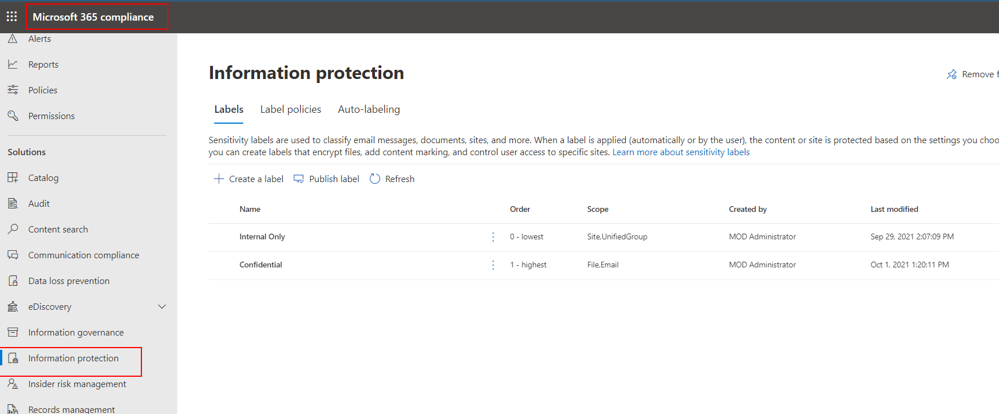 Microsoft 365 compliance
Alerts
Reports
Policies
Permissions
Solutions
Catalog
Audit
Content search
Communication compliance
Data loss prevention
eDiscovery
Information governance
Information protection
Insider risk management
Records management
Information protection
Remove f
Labels Label policies Auto-labeling
Sensitivity labels are used to classify email messages, documents, sites, and more. When a label is applied (automatically or by the user), the content or site is protected based on the settings you choo
you can create labels that encrypt files, add content marking, and control user access to specific sites. Learn more about sensitivity labels
Create a label Publish label Refresh
Name Order Scope Created by Last modified
Internal Only 0 - lowest Site,UnifiedGroup MOD Administrator Sep 29, 2021 2:07:09 PM
Confidential 1 - highest File,Email MOD Administrator Oct 1, 2021 1:20:11 PM